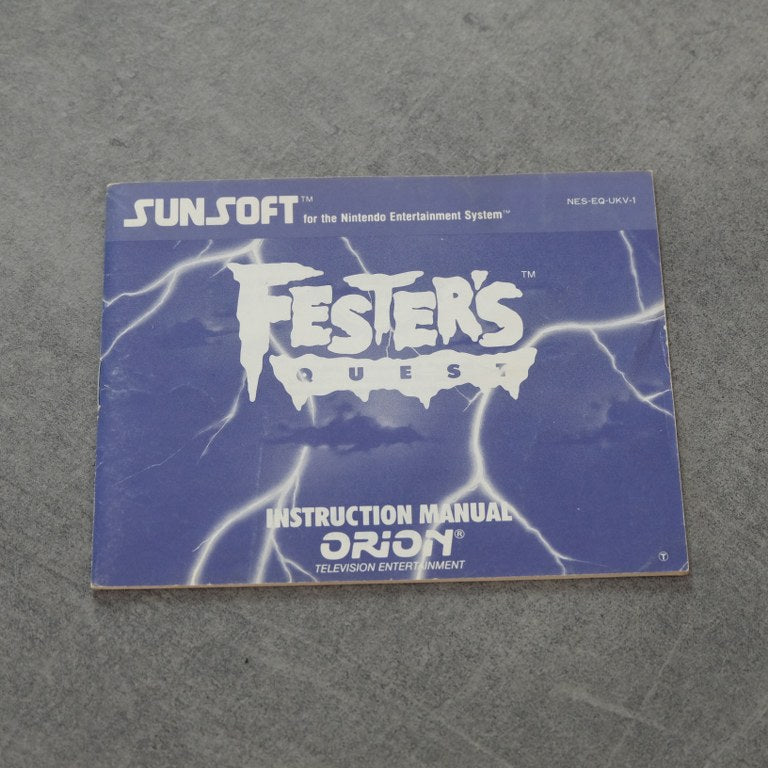 SUNSOFT™ for the Nintendo Entertainment System™
NES-EQ-UKV-1
FESTER'S™
QUEST
INSTRUCTION MANUAL
ORION®
TELEVISION ENTERTAINMENT
T